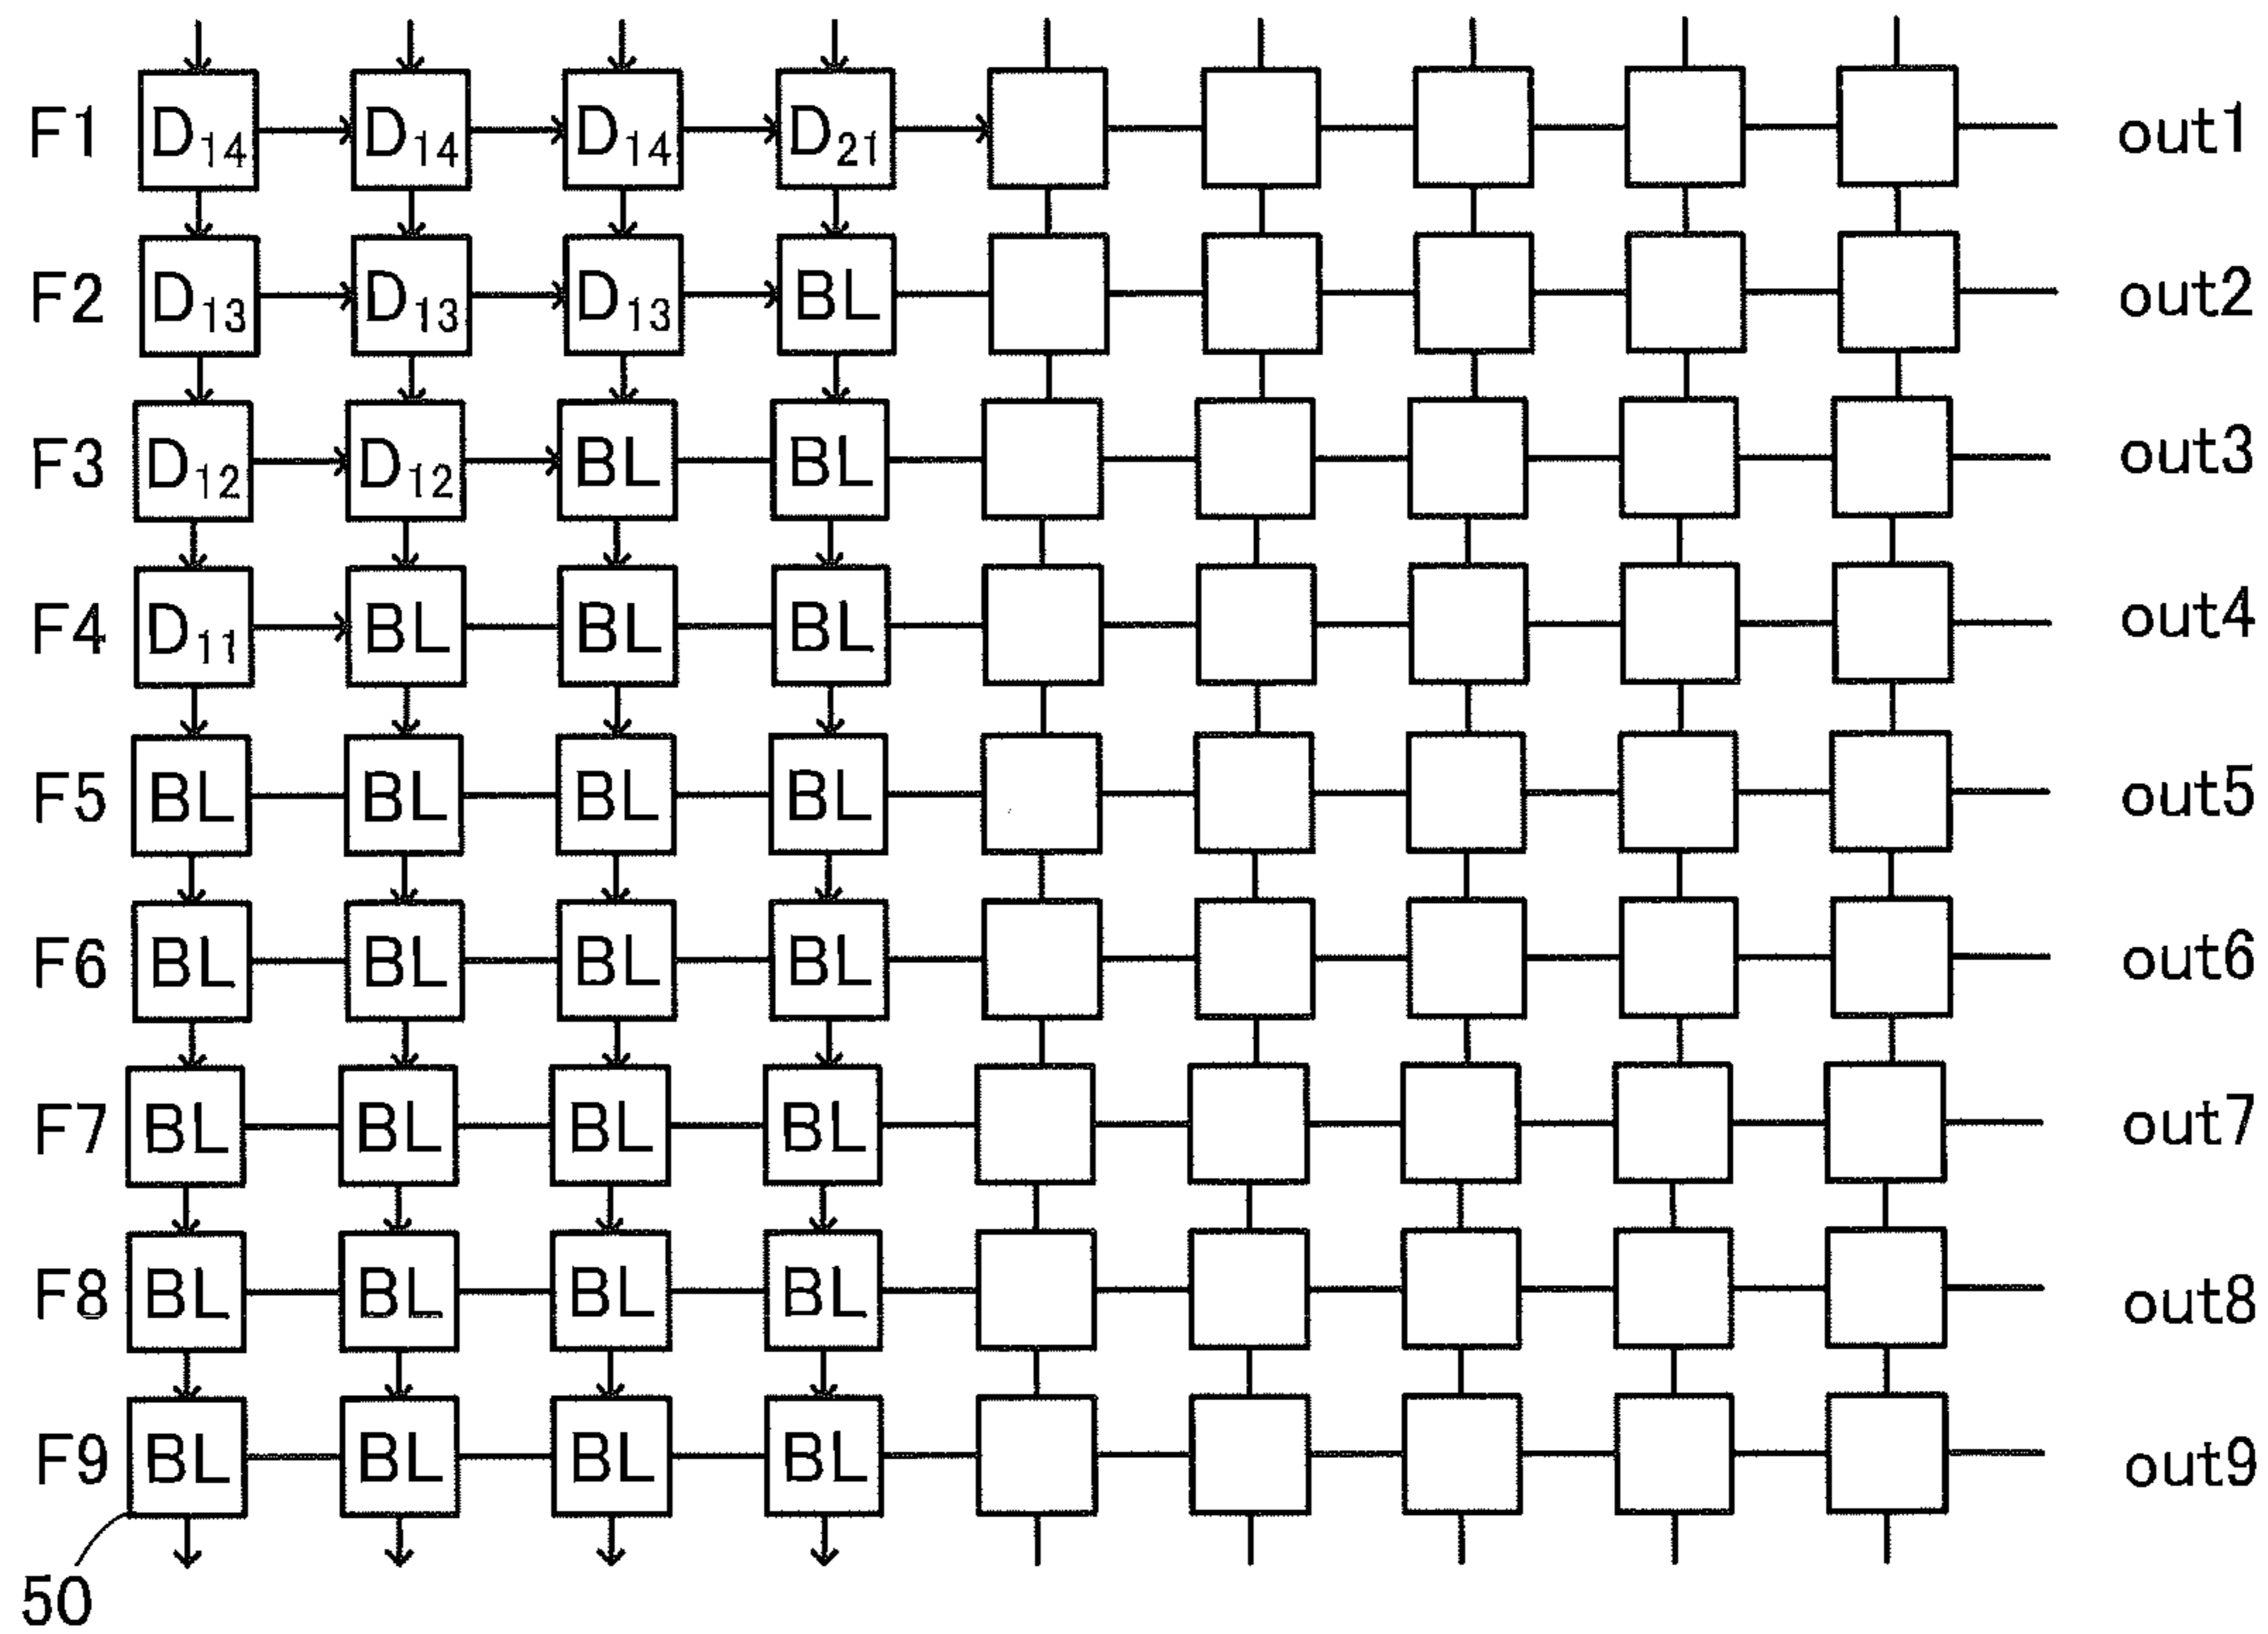 F1 D₁₄ D₁₄ D₁₄ D₂₁ out1
F2 D₁₃ D₁₃ D₁₃ BL out2
F3 D₁₂ D₁₂ BL BL out3
F4 D₁₁ BL BL BL out4
F5 BL BL BL BL out5
F6 BL BL BL BL out6
F7 BL BL BL BL out7
F8 BL BL BL BL out8
F9 BL BL BL BL out9
50